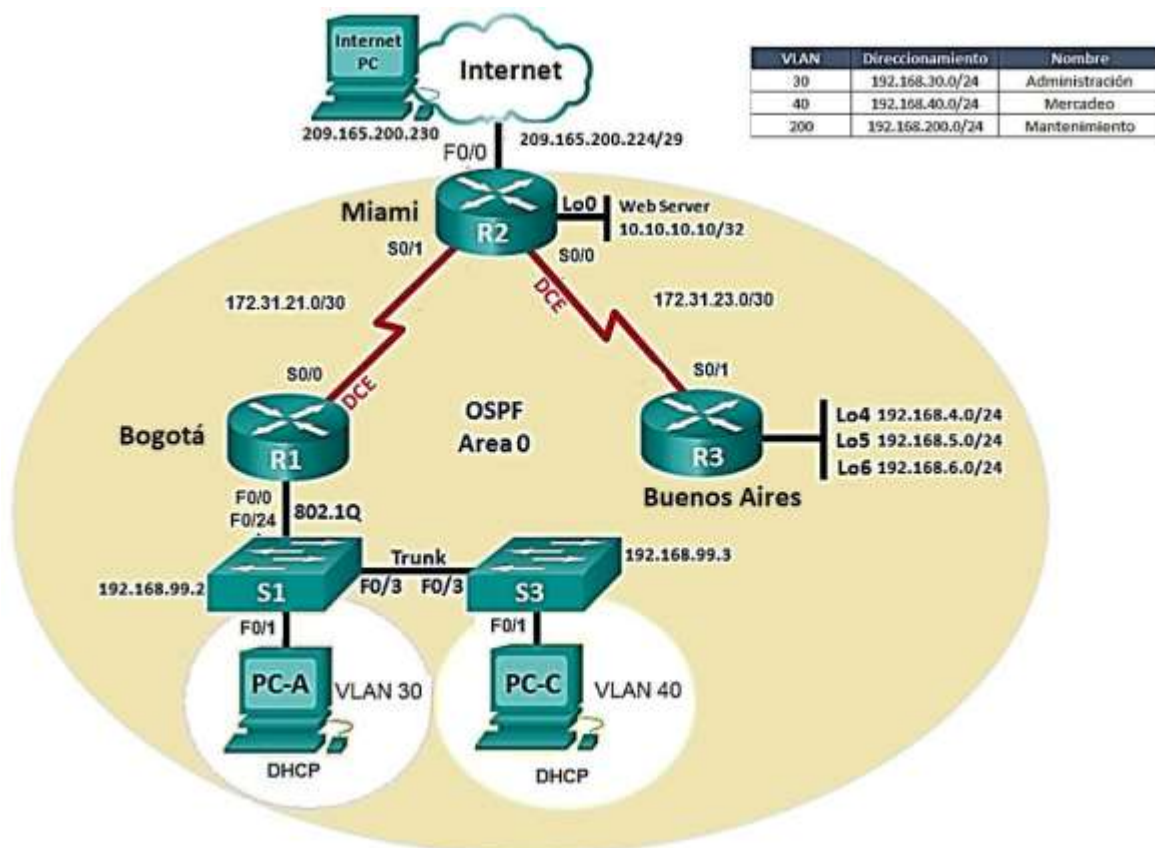 Internet PC
Internet
209.165.200.230
209.165.200.224/29
F0/0
VLAN Direccionamiento Nombre
30 192.168.30.0/24 Administración
40 192.168.40.0/24 Mercadeo
200 192.168.200.0/24 Mantenimiento
Miami
R2
Lo0
Web Server
10.10.10.10/32
S0/1
S0/0
DCE
172.31.21.0/30
172.31.23.0/30
S0/0
DCE
S0/1
Bogotá
R1
OSPF
Area 0
R3
Buenos Aires
Lo4 192.168.4.0/24
Lo5 192.168.5.0/24
Lo6 192.168.6.0/24
F0/0
F0/24
802.1Q
192.168.99.2
S1
Trunk
F0/3 F0/3
S3
192.168.99.3
F0/1
F0/1
PC-A
VLAN 30
PC-C
VLAN 40
DHCP
DHCP